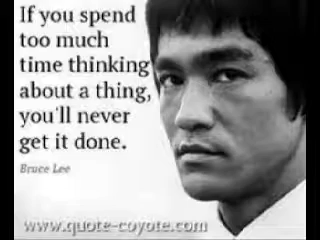 If you spend
too much
time thinking
about a thing,
you'll never
get it done.
Bruce Lee
www.quote-coyote.com